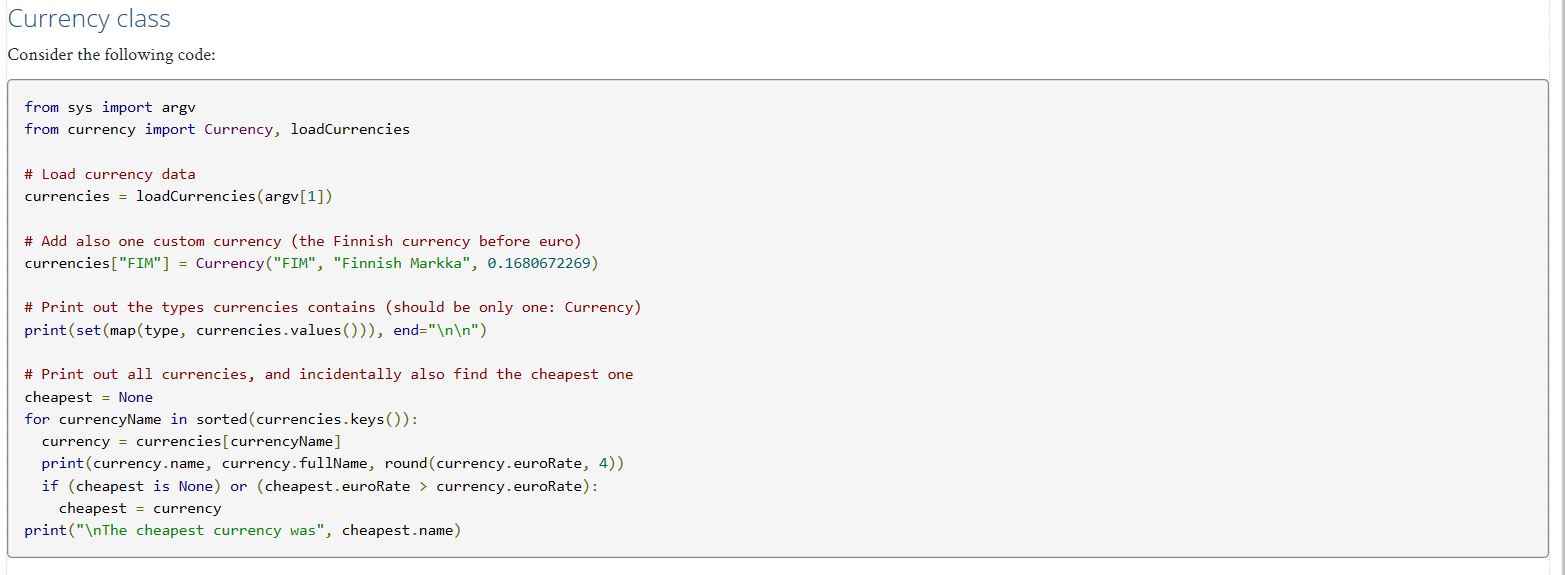 Currency class
Consider the following code:
from sys import argv
from currency import Currency, loadCurrencies
# Load currency data
currencies = loadCurrencies(argv[1])
# Add also one custom currency (the Finnish currency before euro)
currencies["FIM"] = Currency("FIM", "Finnish Markka", 0.1680672269)
# Print out the types currencies contains (should be only one: Currency)
print(set(map(type, currencies.values())), end="\n\n")
# Print out all currencies, and incidentally also find the cheapest one
cheapest = None
for currencyName in sorted(currencies.keys()):
  currency = currencies[currencyName]
  print(currency.name, currency.fullName, round(currency.euroRate, 4))
  if (cheapest is None) or (cheapest.euroRate > currency.euroRate):
    cheapest = currency
print("\nThe cheapest currency was", cheapest.name)